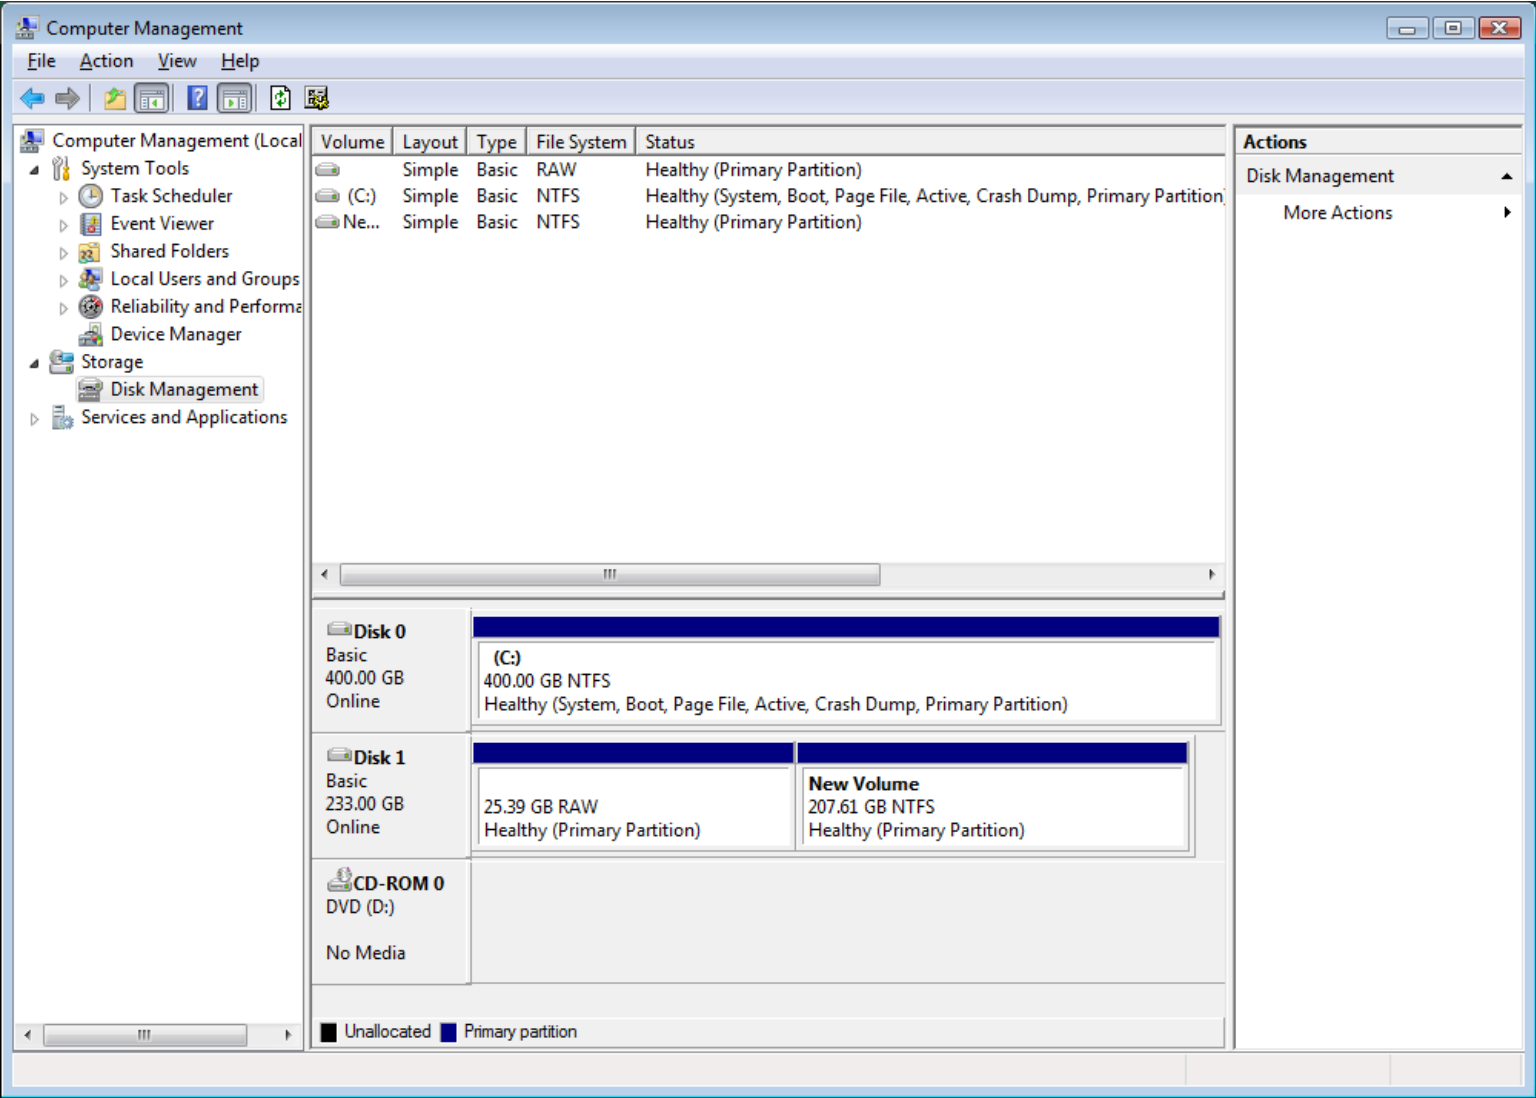 Computer Management
File Action View Help
Computer Management (Local
System Tools
Task Scheduler
Event Viewer
Shared Folders
Local Users and Groups
Reliability and Performa
Device Manager
Storage
Disk Management
Services and Applications
Volume Layout Type File System Status
Simple Basic RAW Healthy (Primary Partition)
(C:) Simple Basic NTFS Healthy (System, Boot, Page File, Active, Crash Dump, Primary Partition
Ne... Simple Basic NTFS Healthy (Primary Partition)
Disk 0
Basic
400.00 GB
Online
(C:)
400.00 GB NTFS
Healthy (System, Boot, Page File, Active, Crash Dump, Primary Partition)
Disk 1
Basic
233.00 GB
Online
25.39 GB RAW
Healthy (Primary Partition)
New Volume
207.61 GB NTFS
Healthy (Primary Partition)
CD-ROM 0
DVD (D:)
No Media
Unallocated Primary partition
Actions
Disk Management
More Actions